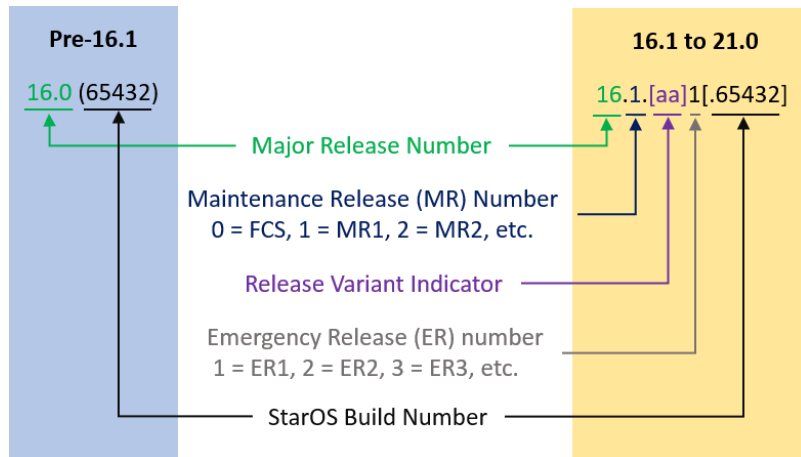 Pre-16.1
16.1 to 21.0
16.0 (65432)
16.1.[aa]1[.65432]
Major Release Number
Maintenance Release (MR) Number
0 = FCS, 1 = MR1, 2 = MR2, etc.
Release Variant Indicator
Emergency Release (ER) number
1 = ER1, 2 = ER2, 3 = ER3, etc.
StarOS Build Number